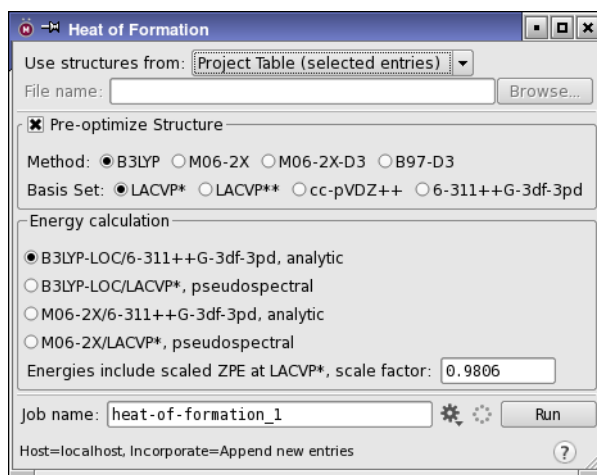 Heat of Formation
Use structures from: Project Table (selected entries)
File name: Browse...
Pre-optimize Structure
Method: B3LYP M06-2X M06-2X-D3 B97-D3
Basis Set: LACVP* LACVP** cc-pVDZ++ 6-311++G-3df-3pd
Energy calculation
B3LYP-LOC/6-311++G-3df-3pd, analytic
B3LYP-LOC/LACVP*, pseudospectral
M06-2X/6-311++G-3df-3pd, analytic
M06-2X/LACVP*, pseudospectral
Energies include scaled ZPE at LACVP*, scale factor: 0.9806
Job name: heat-of-formation_1 Run
Host=localhost, Incorporate=Append new entries ?